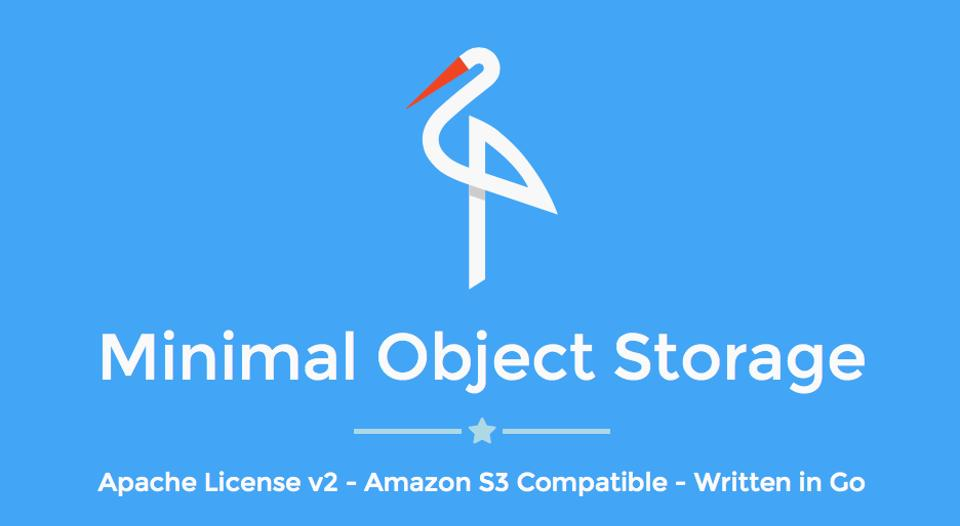 Minimal Object Storage
Apache License v2 - Amazon S3 Compatible - Written in Go